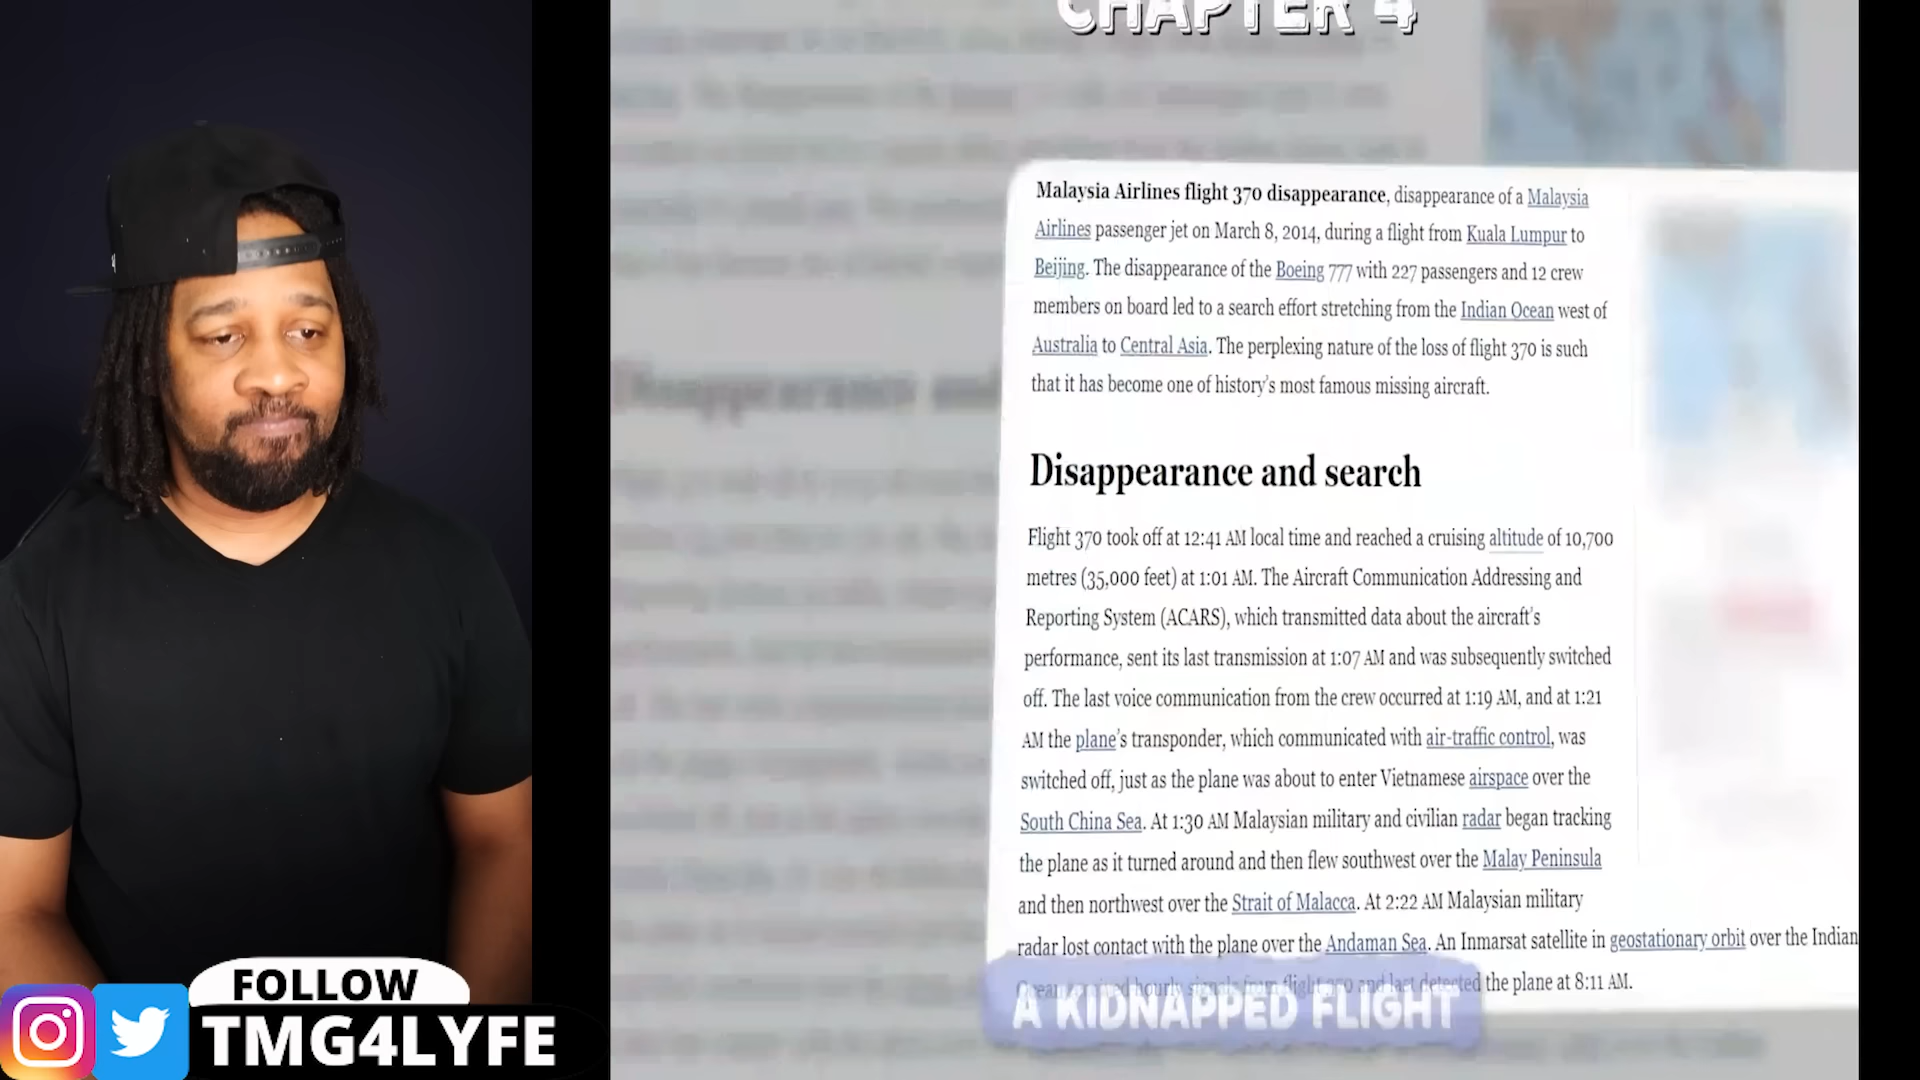 CHAPTER 4
Malaysia Airlines flight 370 disappearance, disappearance of a Malaysia
Airlines passenger jet on March 8, 2014, during a flight from Kuala Lumpur to
Beijing. The disappearance of the Boeing 777 with 227 passengers and 12 crew
members on board led to a search effort stretching from the Indian Ocean west of
Australia to Central Asia. The perplexing nature of the loss of flight 370 is such
that it has become one of history's most famous missing aircraft.
Disappearance and search
Flight 370 took off at 12:41 AM local time and reached a cruising altitude of 10,700
metres (35,000 feet) at 1:01 AM. The Aircraft Communication Addressing and
Reporting System (ACARS), which transmitted data about the aircraft's
performance, sent its last transmission at 1:07 AM and was subsequently switched
off. The last voice communication from the crew occurred at 1:19 AM, and at 1:21
AM the plane's transponder, which communicated with air-traffic control, was
switched off, just as the plane was about to enter Vietnamese airspace over the
South China Sea. At 1:30 AM Malaysian military and civilian radar began tracking
the plane as it turned around and then flew southwest over the Malay Peninsula
and then northwest over the Strait of Malacca. At 2:22 AM Malaysian military
radar lost contact with the plane over the Andaman Sea. An Inmarsat satellite in geostationary orbit over the Indian
hourly signals from flight and last detected the plane at 8:11 AM.
A KIDNAPPED FLIGHT
FOLLOW
TMG4LYFE